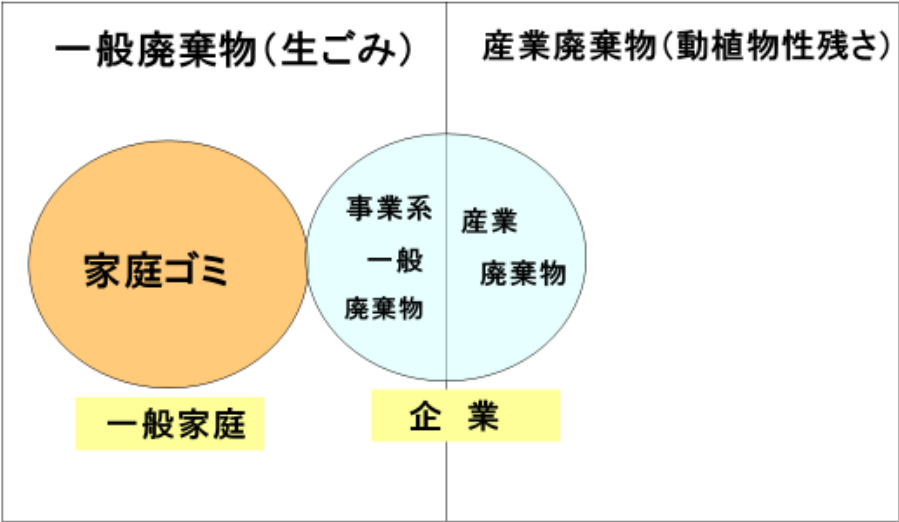 一般廃棄物(生ごみ)
産業廃棄物(動植物性残さ)
家庭ゴミ
事業系
一般
廃棄物
産業
廃棄物
一般家庭
企 業